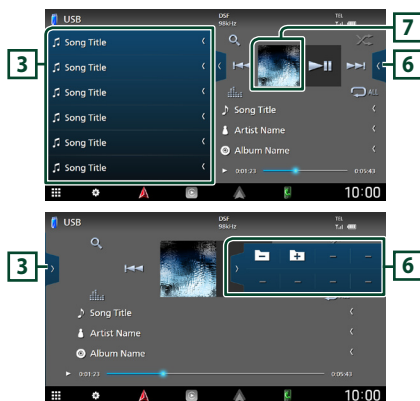 USB
DSF
98kHz
TEL
7
3
Song Title
Song Title
Song Title
Song Title
Song Title
Song Title
6
ALL
Song Title
Artist Name
Album Name
0:01:23
0:05:43
10:00
USB
DSF
98kHz
TEL
3
6
Song Title
Artist Name
Album Name
0:01:23
0:05:43
10:00